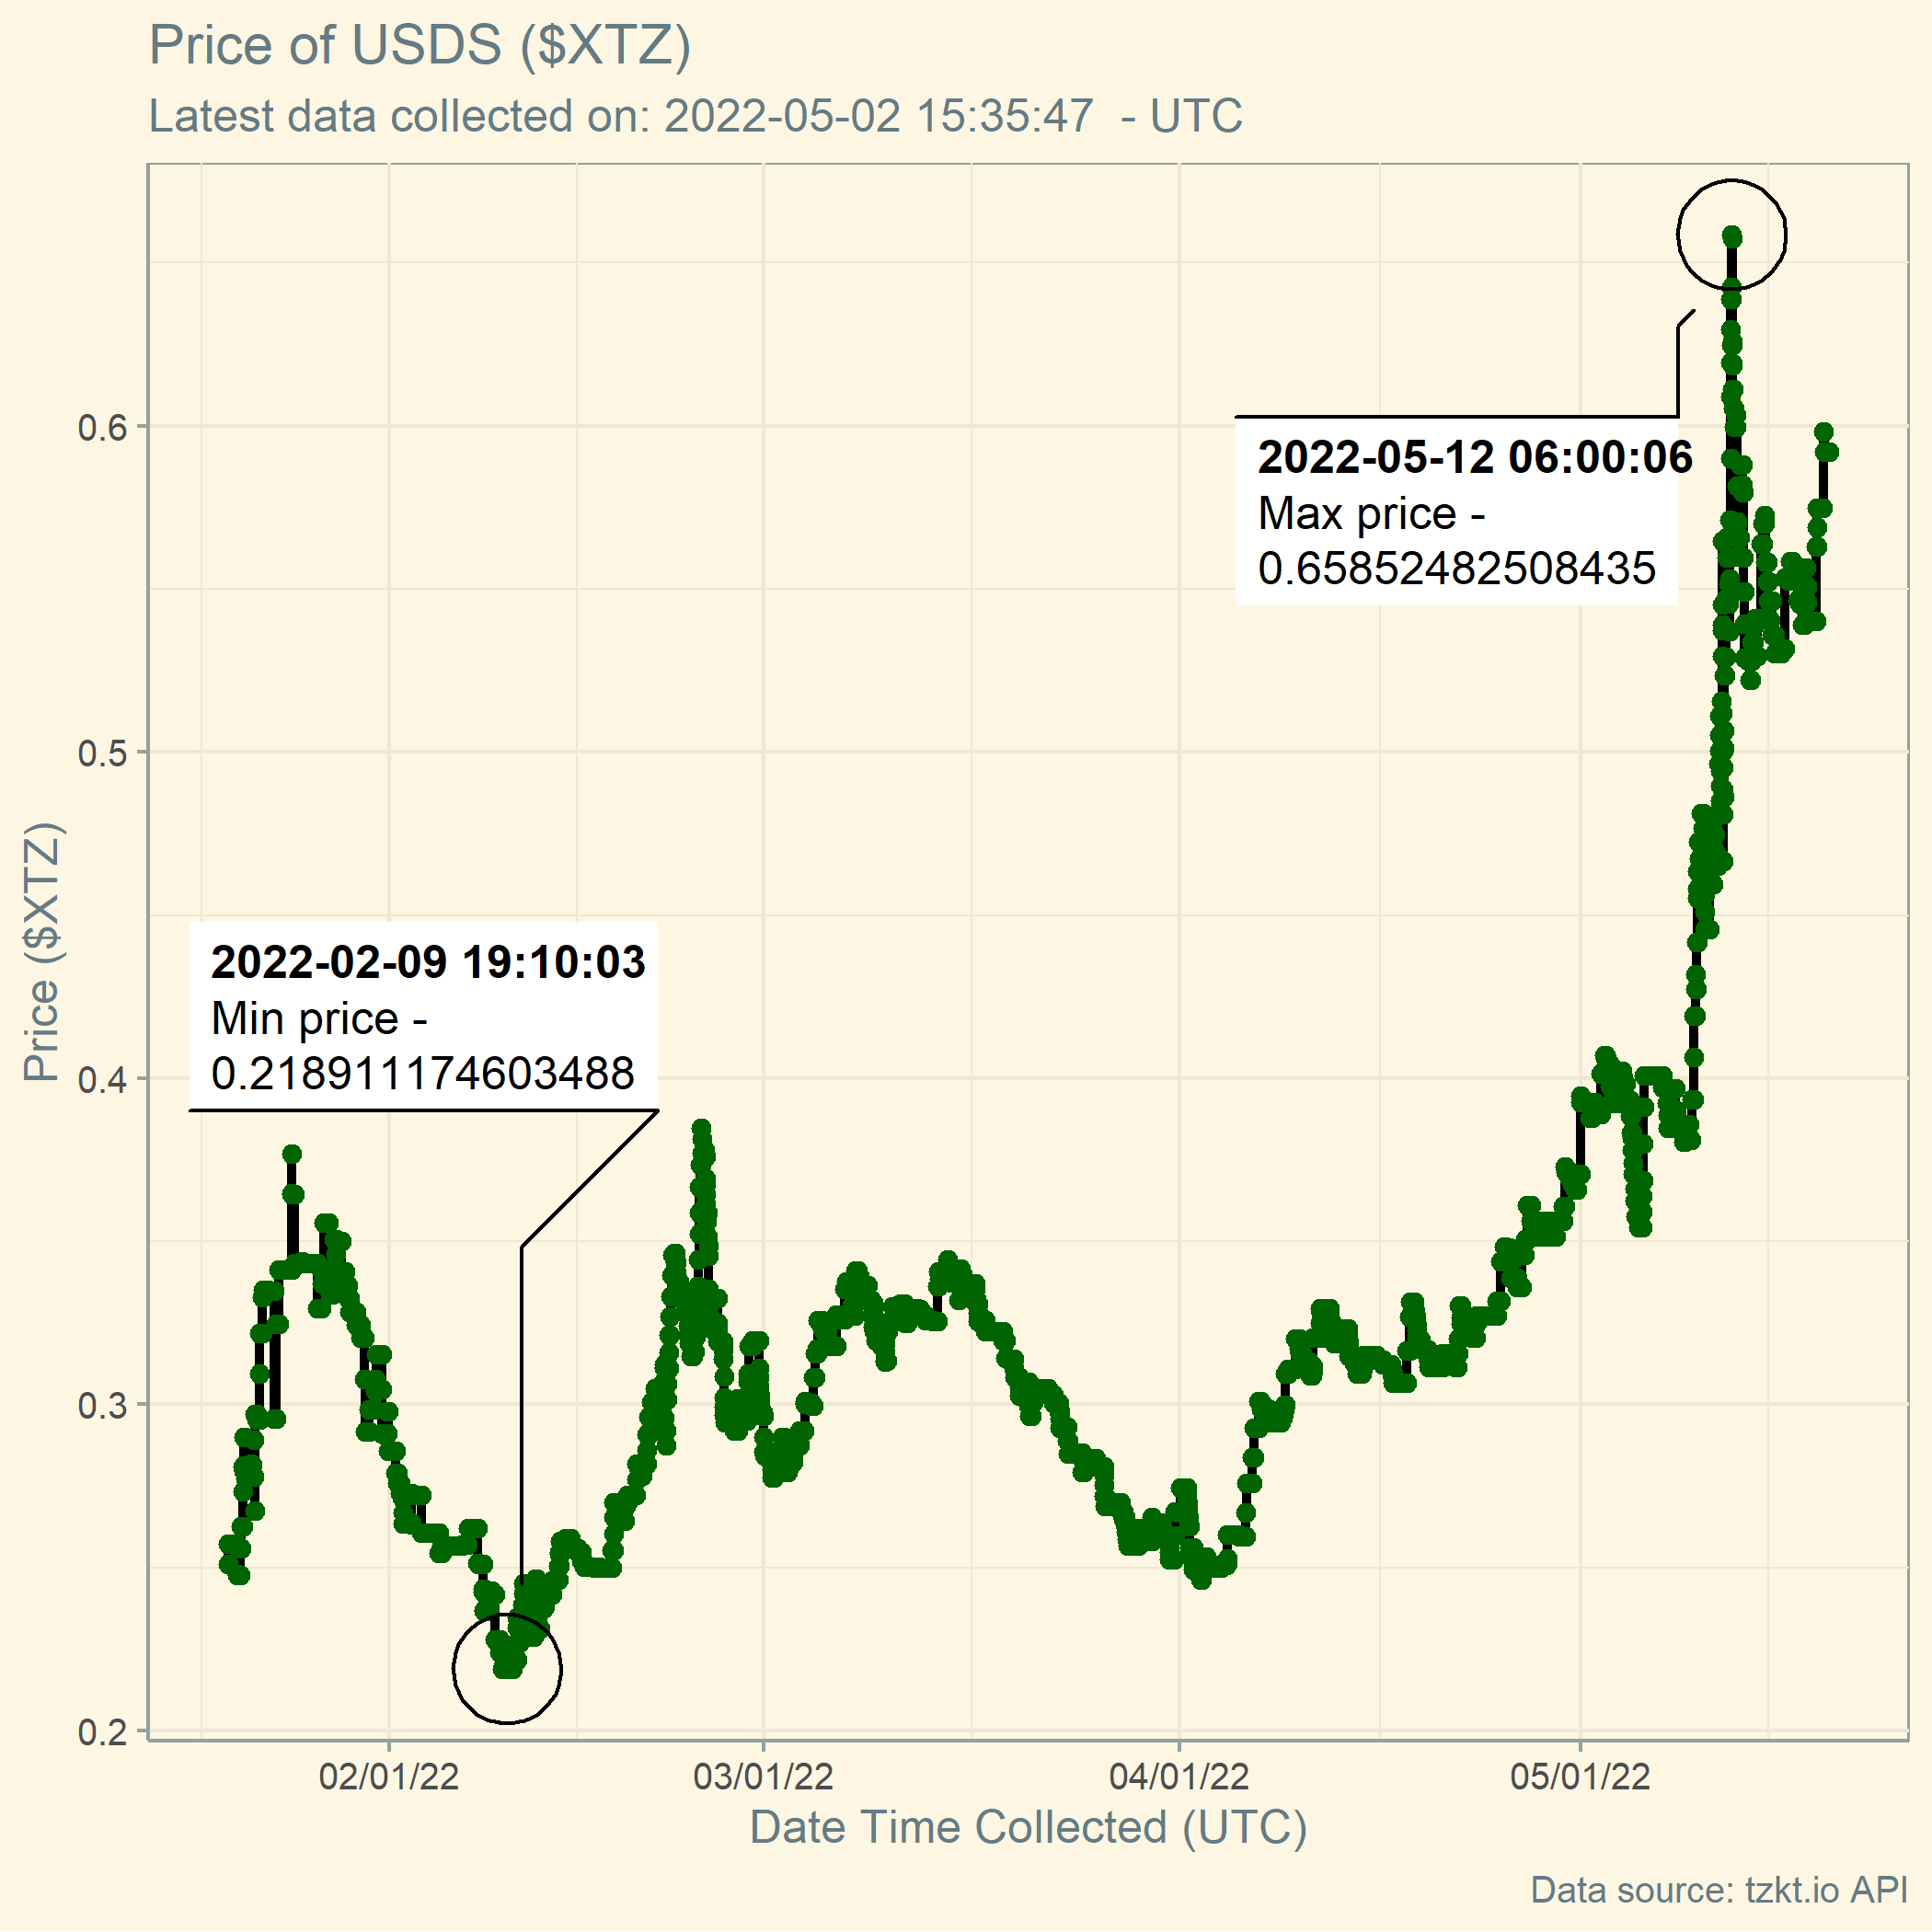 Price of USDS ($XTZ)
Latest data collected on: 2022-05-02 15:35:47  - UTC
2022-05-12 06:00:06
Max price -
0.65852482508435
2022-02-09 19:10:03
Min price -
0.218911174603488
Price ($XTZ)
0.6
0.5
0.4
0.3
0.2
02/01/22
03/01/22
04/01/22
05/01/22
Date Time Collected (UTC)
Data source: tzkt.io API